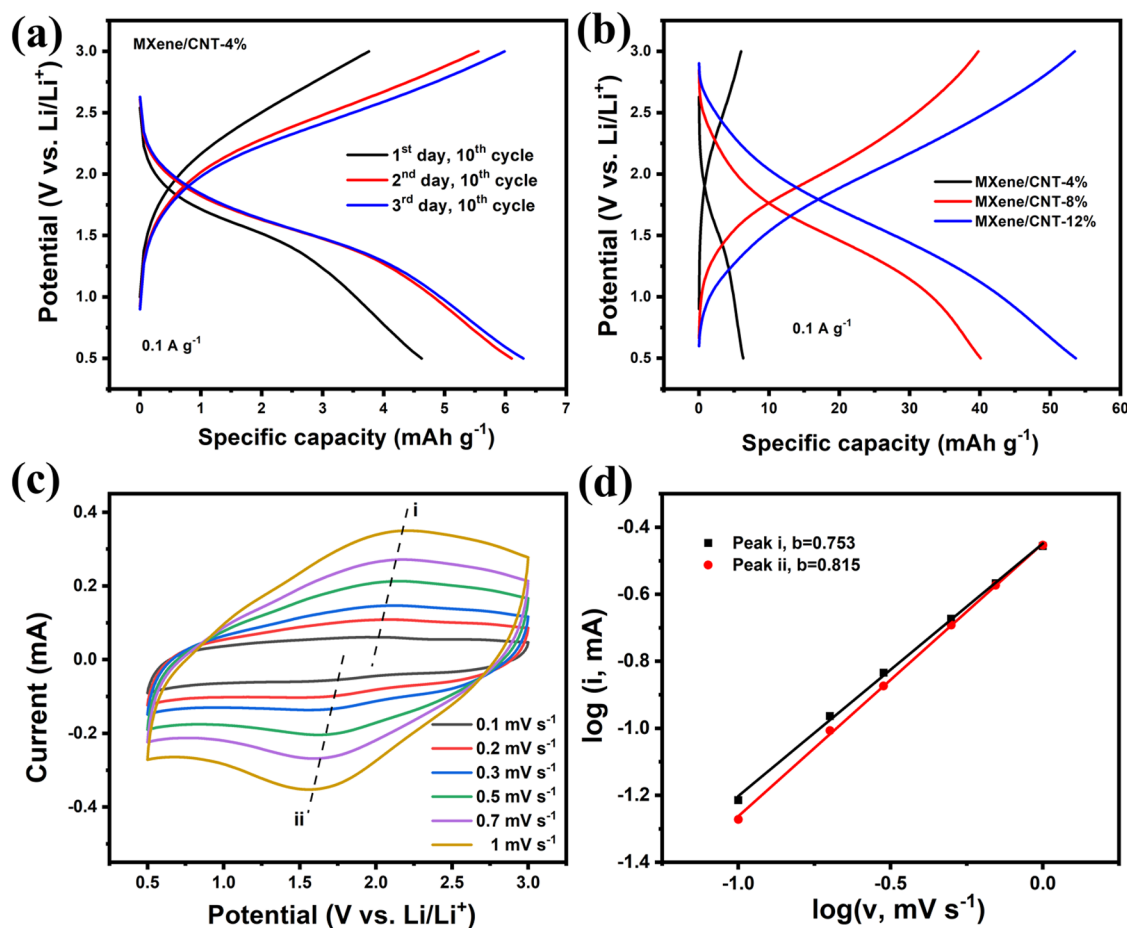 (a)
MXene/CNT-4%
3.0
2.5
2.0
1.5
1.0
0.5
Potential (V vs. Li/Li⁺)
1ˢᵗ day, 10ᵗʰ cycle
2ⁿᵈ day, 10ᵗʰ cycle
3ʳᵈ day, 10ᵗʰ cycle
0.1 A g⁻¹
0 1 2 3 4 5 6 7
Specific capacity (mAh g⁻¹)
(b)
3.0
2.5
2.0
1.5
1.0
0.5
Potential (V vs. Li/Li⁺)
MXene/CNT-4%
MXene/CNT-8%
MXene/CNT-12%
0.1 A g⁻¹
0 10 20 30 40 50 60
Specific capacity (mAh g⁻¹)
(c)
0.4
0.2
0.0
-0.2
-0.4
Current (mA)
i
ii
0.1 mV s⁻¹
0.2 mV s⁻¹
0.3 mV s⁻¹
0.5 mV s⁻¹
0.7 mV s⁻¹
1 mV s⁻¹
0.5 1.0 1.5 2.0 2.5 3.0
Potential (V vs. Li/Li⁺)
(d)
-0.4
-0.6
-0.8
-1.0
-1.2
-1.4
log (i, mA)
Peak i, b=0.753
Peak ii, b=0.815
-1.0 -0.5 0.0
log(v, mV s⁻¹)